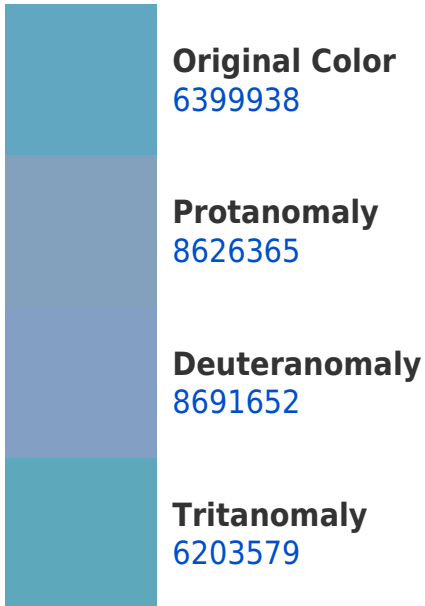 Original Color
6399938
Protanomaly
8626365
Deuteranomaly
8691652
Tritanomaly
6203579